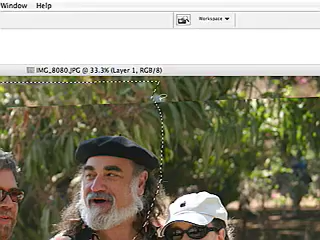 Window Help
Workspace ▼
IMG_8080.JPG @ 33.3% (Layer 1, RGB/8)